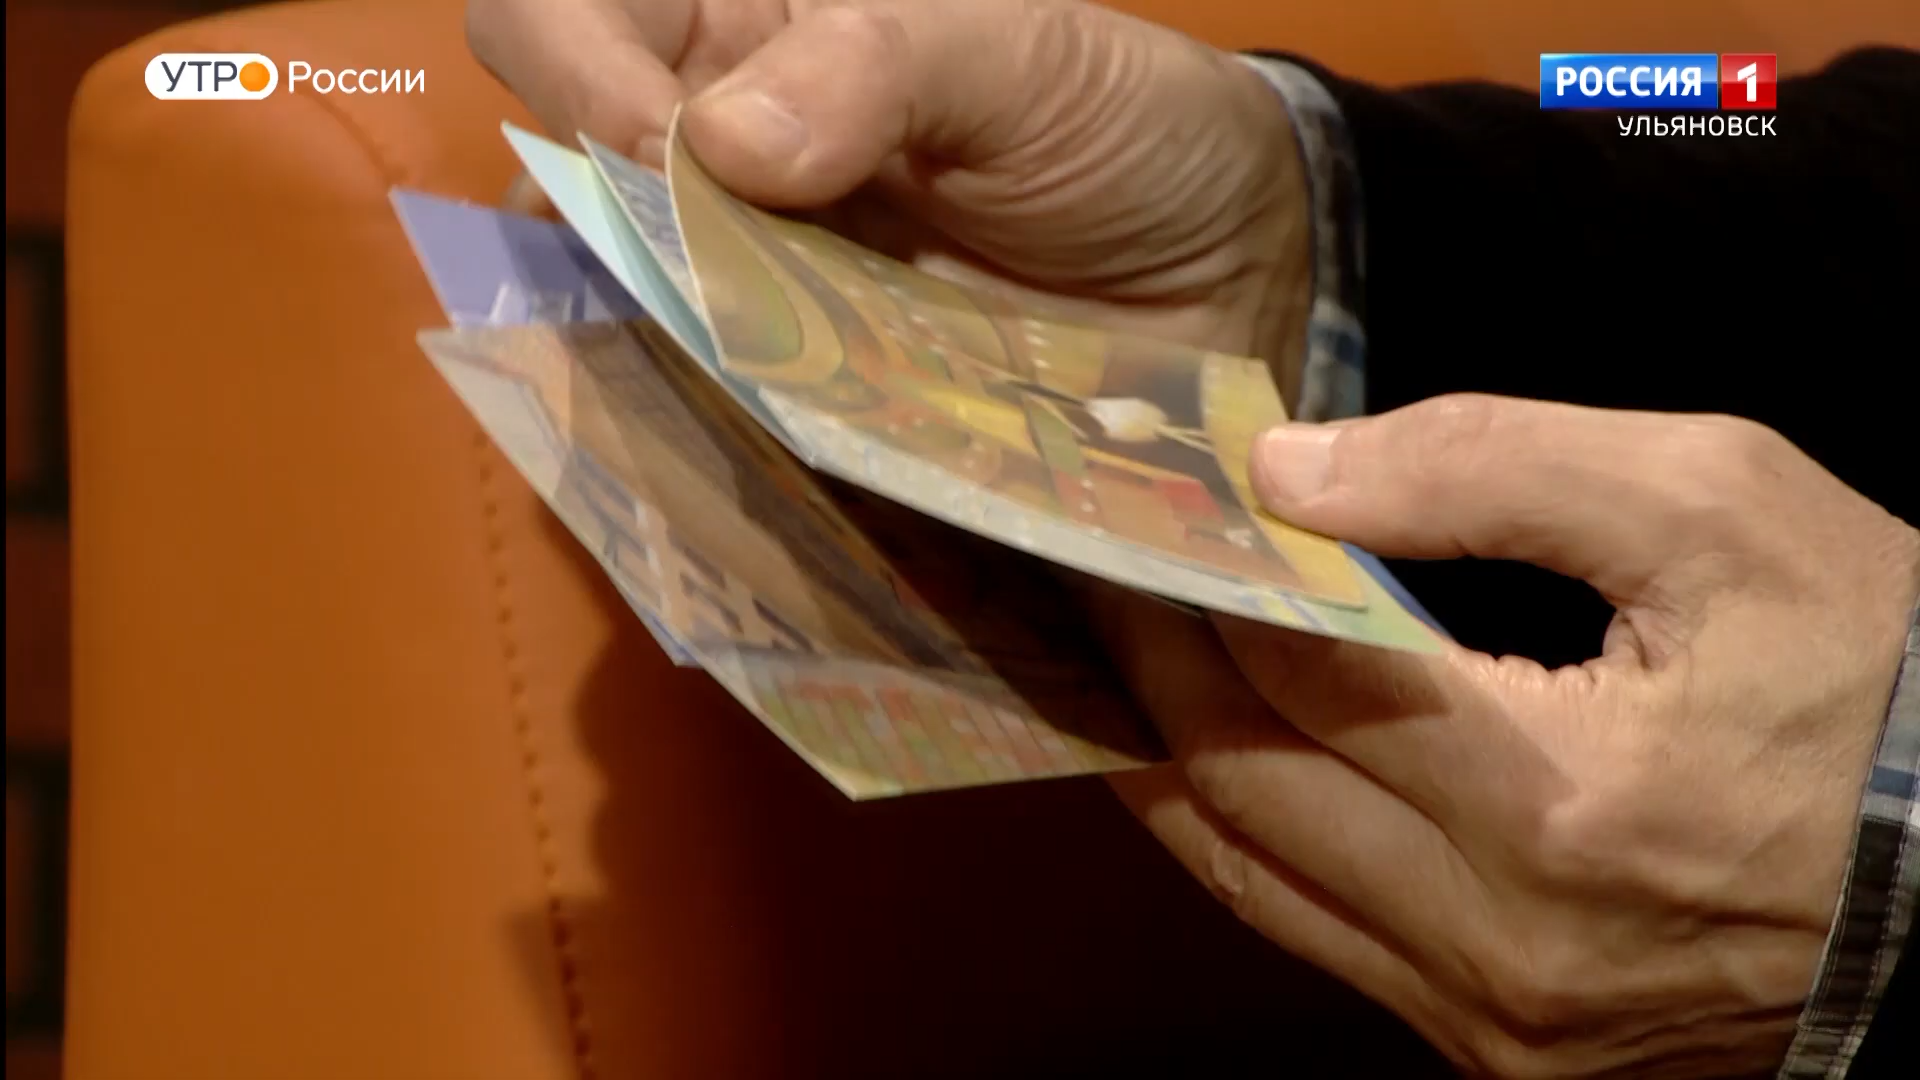 УТРО России
РОССИЯ 1
УЛЬЯНОВСК